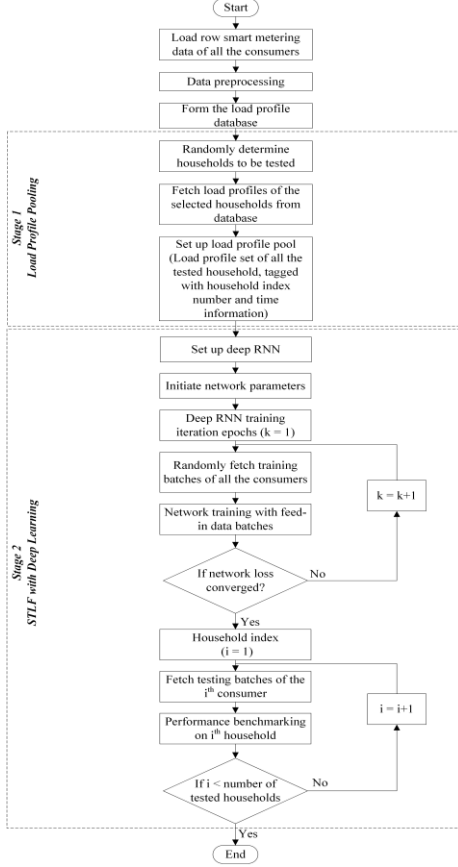 Start
Load row smart metering
data of all the consumers
Data preprocessing
Form the load profile
database
Stage 1
Load Profile Pooling
Randomly determine
households to be tested
Fetch load profiles of the
selected households from
database
Set up load profile pool
(Load profile set of all the
tested household, tagged
with household index
number and time
information)
Stage 2
STLF with Deep Learning
Set up deep RNN
Initiate network parameters
Deep RNN training
iteration epochs (k = 1)
Randomly fetch training
batches of all the consumers
k = k+1
Network training with feed-
in data batches
If network loss
converged?
No
Yes
Household index
(i = 1)
Fetch testing batches of the
ith consumer
i = i+1
Performance benchmarking
on ith household
If i < number of
tested households
No
Yes
End